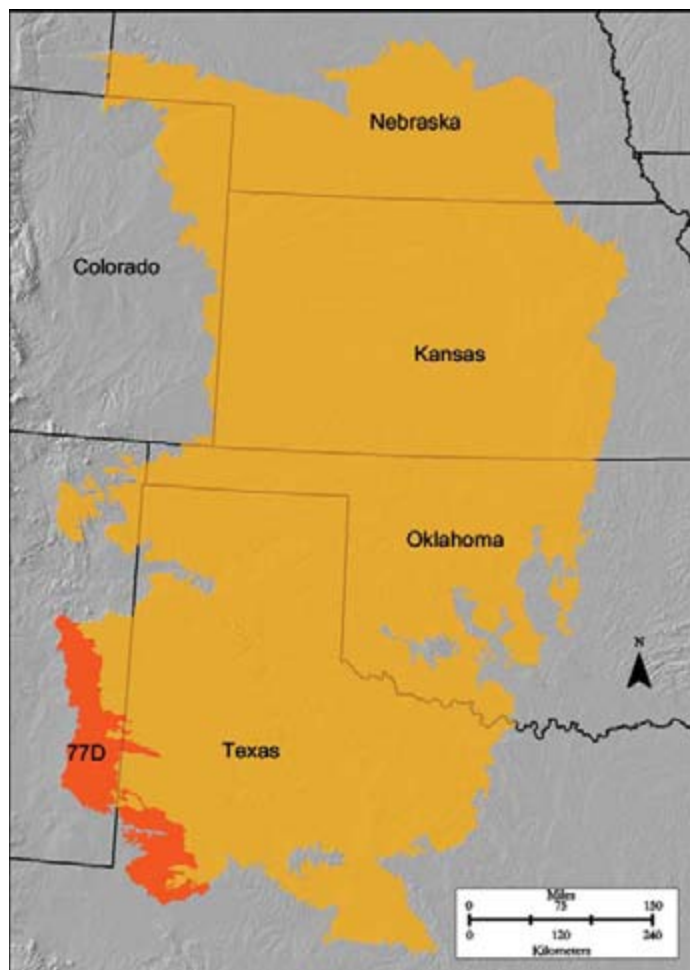 Nebraska
Colorado
Kansas
Oklahoma
N
77D
Texas
Miles
0 75 150
0 120 240
Kilometers